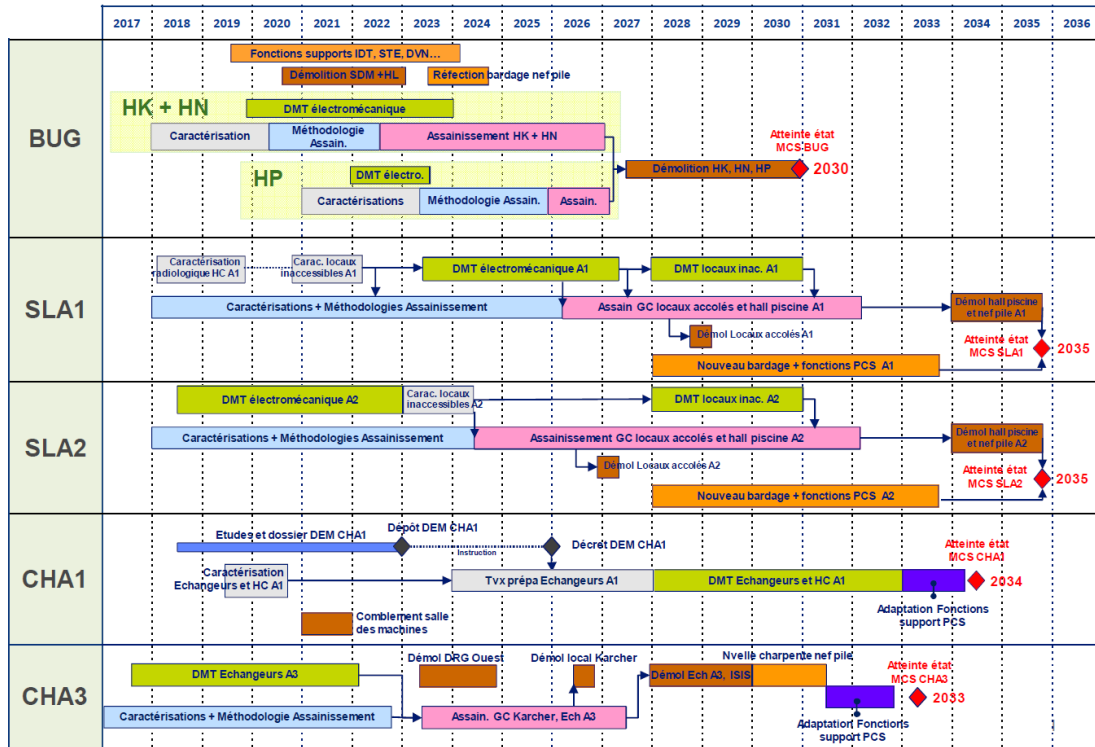 2017 2018 2019 2020 2021 2022 2023 2024 2025 2026 2027 2028 2029 2030 2031 2032 2033 2034 2035 2036
BUG
Fonctions supports IDT, STE, DVN...
Démolition SDM +HL
Réfection bardage nef pile
HK + HN
DMT électromécanique
Caractérisation
Méthodologie
Assain.
Assainissement HK + HN
HP
DMT électro.
Caractérisations
Méthodologie Assain.
Assain.
Démolition HK, HN, HP
Atteinte état
MCS BUG
2030
SLA1
Caractérisation
radiologique HC A1
Carac. locaux
inaccessibles A1
DMT électromécanique A1
DMT locaux inac. A1
Caractérisations + Méthodologies Assainissement
Assain GC locaux accolés et hall piscine A1
Démol Locaux accolés A1
Nouveau bardage + fonctions PCS A1
Démol hall piscine
et nef pile A1
Atteinte état
MCS SLA1
2035
SLA2
DMT électromécanique A2
Carac. locaux
inaccessibles A2
DMT locaux inac. A2
Caractérisations + Méthodologies Assainissement
Assainissement GC locaux accolés et hall piscine A2
Démol Locaux accolés A2
Nouveau bardage + fonctions PCS A2
Démol hall piscine
et nef pile A2
Atteinte état
MCS SLA2
2035
CHA1
Etudes et dossier DEM CHA1
Dépôt DEM CHA1
Instruction
Décret DEM CHA1
Caractérisation
Echangeurs et HC A1
Tvx prépa Echangeurs A1
DMT Echangeurs et HC A1
Adaptation Fonctions
support PCS
Atteinte état
2034
Comblement salle
des machines
CHA3
DMT Echangeurs A3
Démol DRG Ouest
Démol local Karcher
Démol Ech A3, ISIS
Nvelle charpente nef pile
Caractérisations + Méthodologie Assainissement
Assain. GC Karcher, Ech A3
Adaptation Fonctions
support PCS
Atteinte état
MCS CHA3
2033